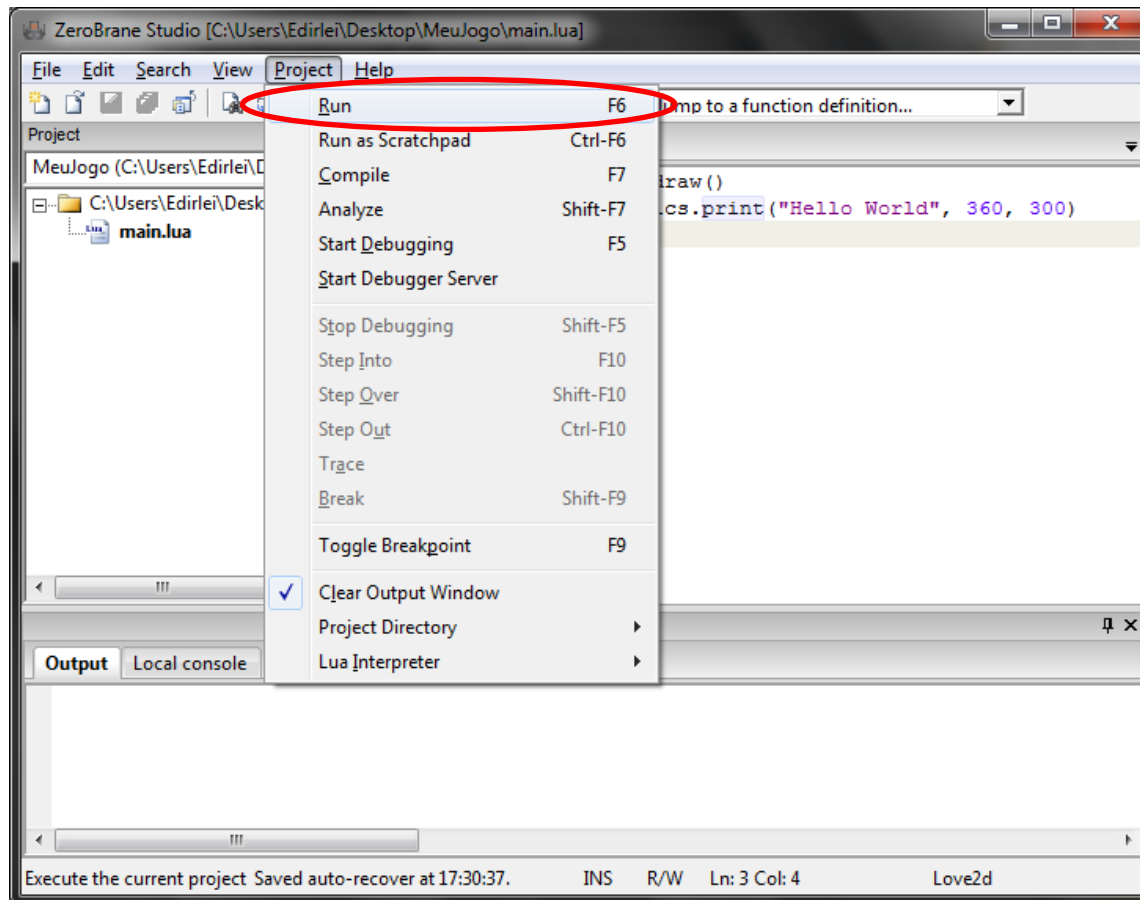 ZeroBrane Studio [C:\Users\Edirlei\Desktop\MeuJogo\main.lua]
File Edit Search View Project Help
to a function definition...
Project
MeuJogo (C:\Users\Edirlei\
C:\Users\Edirlei\Desk
main.lua
Run F6
Run as Scratchpad Ctrl-F6
Compile F7
Analyze Shift-F7
Start Debugging F5
Start Debugger Server
Stop Debugging Shift-F5
Step Into F10
Step Over Shift-F10
Step Out Ctrl-F10
Trace
Break Shift-F9
Toggle Breakpoint F9
Clear Output Window
Project Directory
Lua Interpreter
draw()
cs.print("Hello World", 360, 300)
Output Local console
Execute the current project Saved auto-recover at 17:30:37. INS R/W Ln: 3 Col: 4 Love2d